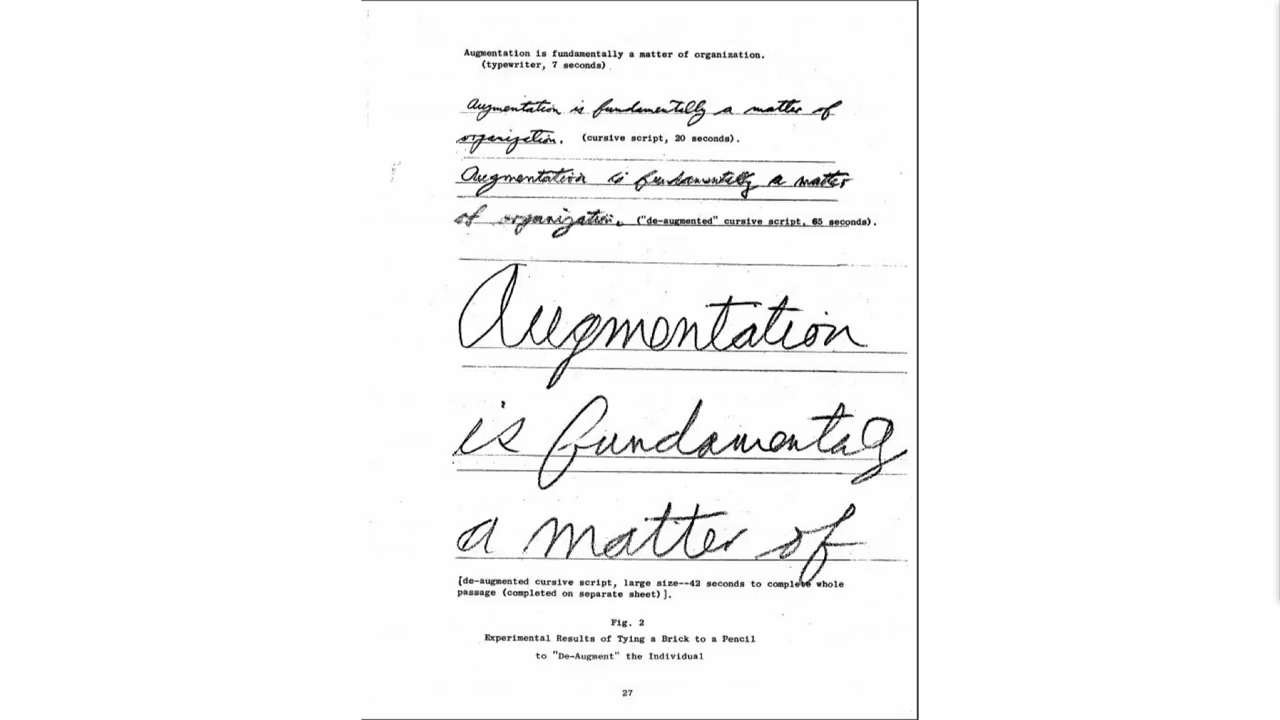 Augmentation is fundamentally a matter of organization.
(typewriter, 7 seconds)
Augmentation is fundamentally a matter of
organization. (cursive script, 20 seconds).
Augmentation is fundamentally a matter
of organization. ("de-augmented" cursive script, 65 seconds).
Augmentation
is fundamentag
a matter of
[de-augmented cursive script, large size--42 seconds to complete whole
passage (completed on separate sheet)].
Fig. 2
Experimental Results of Tying a Brick to a Pencil
to "De-Augment" the Individual
27